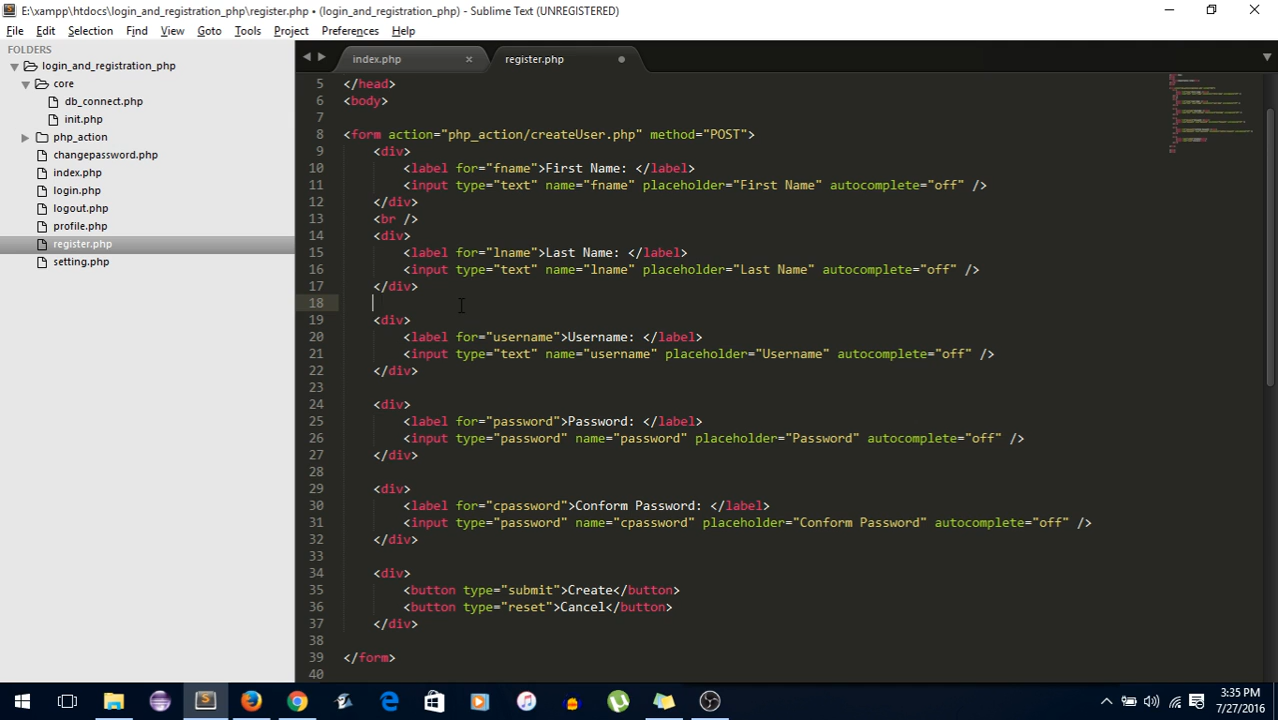 E:\xampp\htdocs\login_and_registration_php\register.php • (login_and_registration_php) - Sublime Text (UNREGISTERED)
File Edit Selection Find View Goto Tools Project Preferences Help
FOLDERS
login_and_registration_php
core
db_connect.php
init.php
php_action
changepassword.php
index.php
login.php
logout.php
profile.php
register.php
setting.php
index.php register.php
5 </head>
6 <body>
7
8 <form action="php_action/createUser.php" method="POST">
9 <div>
10 <label for="fname">First Name: </label>
11 <input type="text" name="fname" placeholder="First Name" autocomplete="off" />
12 </div>
13 <br />
14 <div>
15 <label for="lname">Last Name: </label>
16 <input type="text" name="lname" placeholder="Last Name" autocomplete="off" />
17 </div>
18
19 <div>
20 <label for="username">Username: </label>
21 <input type="text" name="username" placeholder="Username" autocomplete="off" />
22 </div>
23
24 <div>
25 <label for="password">Password: </label>
26 <input type="password" name="password" placeholder="Password" autocomplete="off" />
27 </div>
28
29 <div>
30 <label for="cpassword">Conform Password: </label>
31 <input type="password" name="cpassword" placeholder="Conform Password" autocomplete="off" />
32 </div>
33
34 <div>
35 <button type="submit">Create</button>
36 <button type="reset">Cancel</button>
37 </div>
38
39 </form>
40
3:35 PM
7/27/2016